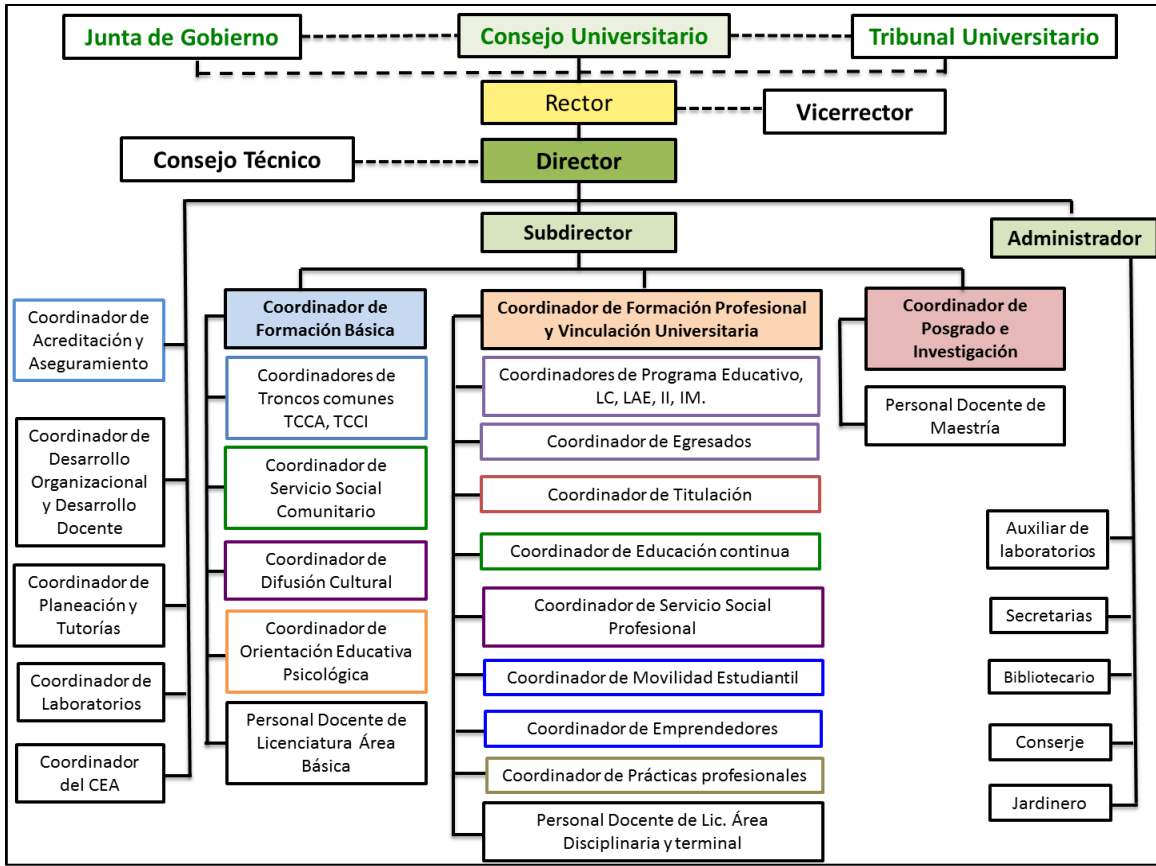 Junta de Gobierno
Consejo Universitario
Tribunal Universitario
Rector
Vicerrector
Consejo Técnico
Director
Subdirector
Administrador
Coordinador de
Acreditación y
Aseguramiento
Coordinador de
Desarrollo
Organizacional
y Desarrollo
Docente
Coordinador de
Planeación y
Tutorías
Coordinador de
Laboratorios
Coordinador
del CEA
Coordinador de
Formación Básica
Coordinadores de
Troncos comunes
TCCA, TCCI
Coordinador de
Servicio Social
Comunitario
Coordinador de
Difusión Cultural
Coordinador de
Orientación Educativa
Psicológica
Personal Docente de
Licenciatura Área
Básica
Coordinador de Formación Profesional
y Vinculación Universitaria
Coordinadores de Programa Educativo,
LC, LAE, II, IM.
Coordinador de Egresados
Coordinador de Titulación
Coordinador de Educación continua
Coordinador de Servicio Social
Profesional
Coordinador de Movilidad Estudiantil
Coordinador de Emprendedores
Coordinador de Prácticas profesionales
Personal Docente de Lic. Área
Disciplinaria y terminal
Coordinador de
Posgrado e
Investigación
Personal Docente de
Maestría
Auxiliar de
laboratorios
Secretarias
Bibliotecario
Conserje
Jardinero